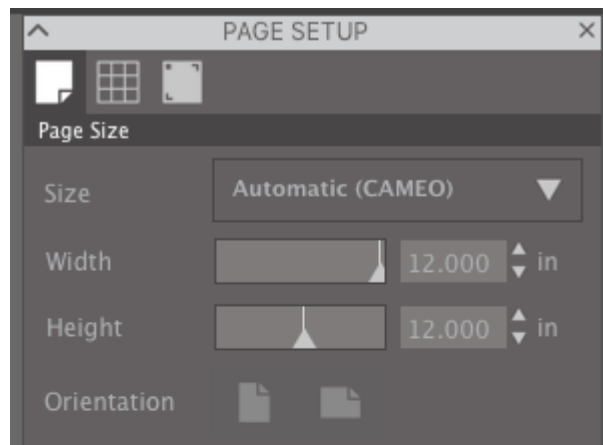 PAGE SETUP
Page Size
Size Automatic (CAMEO)
Width 12.000 in
Height 12.000 in
Orientation